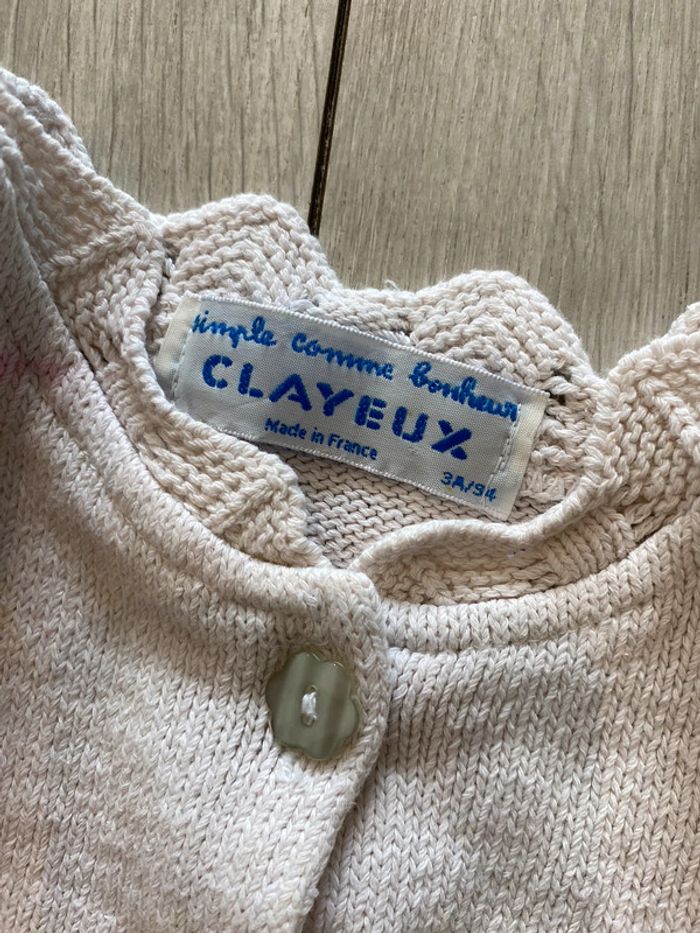 simple comme bonheur
CLAYEUX
Made in France
3A/94